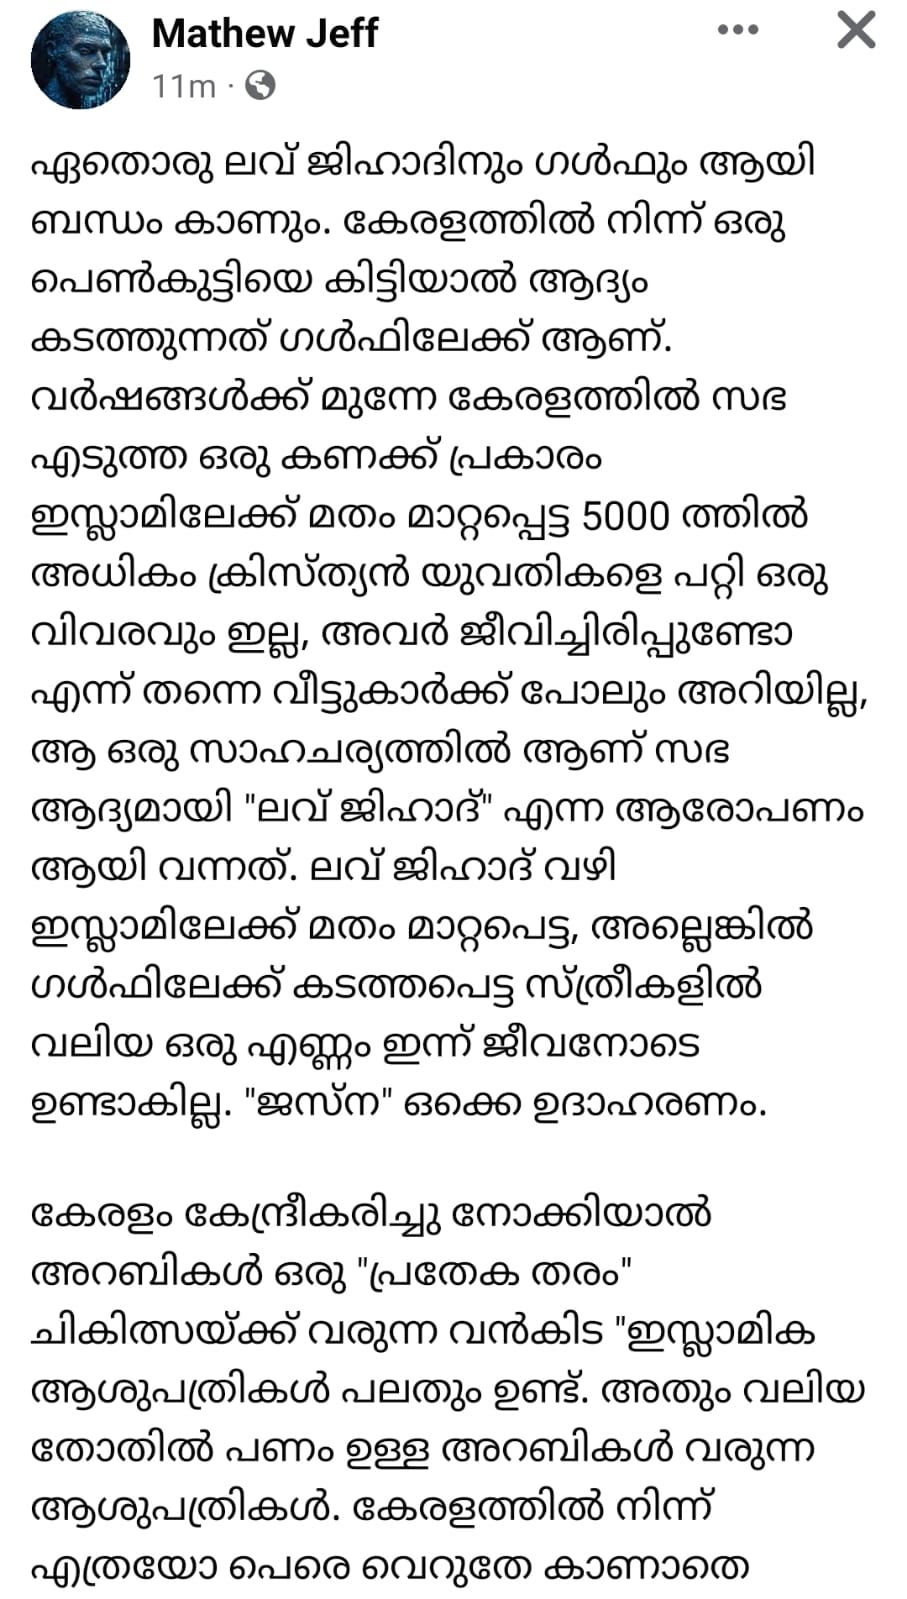 Mathew Jeff
11m
ഏതൊരു ലവ് ജിഹാദിനും ഗൾഫും ആയി
ബന്ധം കാണും. കേരളത്തിൽ നിന്ന് ഒരു
പെൺകുട്ടിയെ കിട്ടിയാൽ ആദ്യം
കടത്തുന്നത് ഗൾഫിലേക്ക് ആണ്.
വർഷങ്ങൾക്ക് മുന്നേ കേരളത്തിൽ സഭ
എടുത്ത ഒരു കണക്ക് പ്രകാരം
ഇസ്ലാമിലേക്ക് മതം മാറ്റപ്പെട്ട 5000 ത്തിൽ
അധികം ക്രിസ്ത്യൻ യുവതികളെ പറ്റി ഒരു
വിവരവും ഇല്ല, അവർ ജീവിച്ചിരിപ്പുണ്ടോ
എന്ന് തന്നെ വീട്ടുകാർക്ക് പോലും അറിയില്ല,
ആ ഒരു സാഹചര്യത്തിൽ ആണ് സഭ
ആദ്യമായി "ലവ് ജിഹാദ്" എന്ന ആരോപണം
ആയി വന്നത്. ലവ് ജിഹാദ് വഴി
ഇസ്ലാമിലേക്ക് മതം മാറ്റപെട്ട, അല്ലെങ്കിൽ
ഗൾഫിലേക്ക് കടത്തപെട്ട സ്ത്രീകളിൽ
വലിയ ഒരു എണ്ണം ഇന്ന് ജീവനോടെ
ഉണ്ടാകില്ല. "ജസ്ന" ഒക്കെ ഉദാഹരണം.
കേരളം കേന്ദ്രീകരിച്ചു നോക്കിയാൽ
അറബികൾ ഒരു "പ്രതേക തരം"
ചികിത്സയ്ക്ക് വരുന്ന വൻകിട "ഇസ്ലാമിക
ആശുപത്രികൾ പലതും ഉണ്ട്. അതും വലിയ
തോതിൽ പണം ഉള്ള അറബികൾ വരുന്ന
ആശുപത്രികൾ. കേരളത്തിൽ നിന്ന്
എത്രയോ പെരെ വെറുതേ കാണാതെ